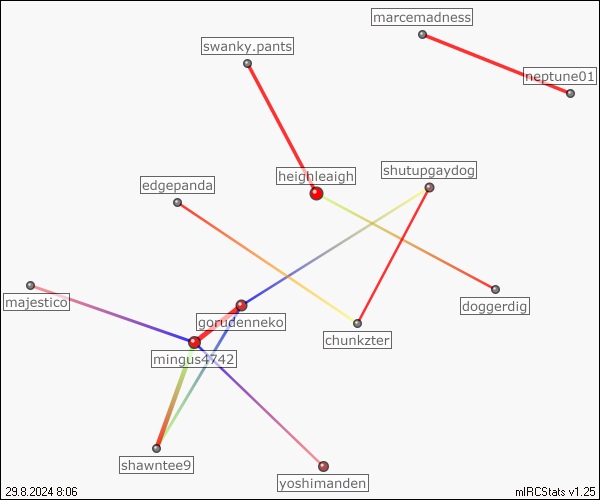 marcemadness
swanky.pants
neptune01
shutupgaydog
heighleaigh
edgepanda
majestico
doggerdig
gorudenneko
chunkzter
mingus4742
shawntee9
yoshimanden
29.8.2024 8:06
mIRCStats v1.25